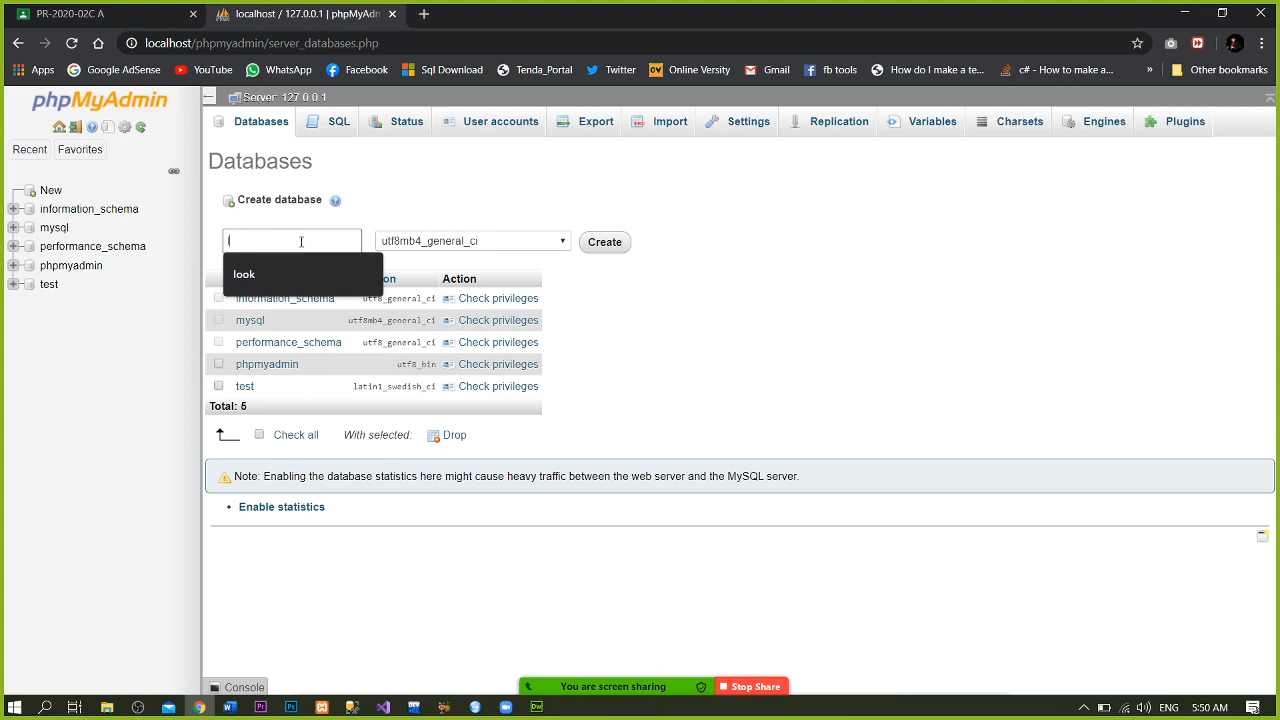 PR-2020-02C A
localhost / 127.0.0.1 | phpMyAdm
localhost/phpmyadmin/server_databases.php
Apps Google AdSense YouTube WhatsApp Facebook Sql Download Tenda_Portal Twitter Online Versity Gmail fb tools How do I make a te... c# - How to make a... » Other bookmarks
phpMyAdmin
Recent Favorites
New
information_schema
mysql
performance_schema
phpmyadmin
test
Server: 127 0 0 1
Databases SQL Status User accounts Export Import Settings Replication Variables Charsets Engines Plugins
Databases
Create database
l utf8mb4_general_ci Create
look
on Action
information_schema utf8_general_ci Check privileges
mysql utf8mb4_general_ci Check privileges
performance_schema utf8_general_ci Check privileges
phpmyadmin utf8_bin Check privileges
test latin1_swedish_ci Check privileges
Total: 5
Check all With selected: Drop
Note: Enabling the database statistics here might cause heavy traffic between the web server and the MySQL server.
• Enable statistics
Console
You are screen sharing Stop Share
ENG 5:50 AM